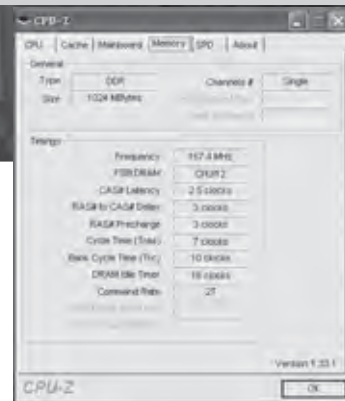 CPU-Z
CPU Cache Mainboard Memory SPD About
General
Type DDR Channels # Single
Size 1024 MBytes
Timings
Frequency 167.4 MHz
FSB:DRAM CPU/12
CAS# Latency 2.5 clocks
RAS# to CAS# Delay 3 clocks
RAS# Precharge 3 clocks
Cycle Time (Tras) 7 clocks
Bank Cycle Time (Trc) 10 clocks
DRAM Idle Timer 16 clocks
Command Rate 2T
Version 1.33.1
CPU-Z OK